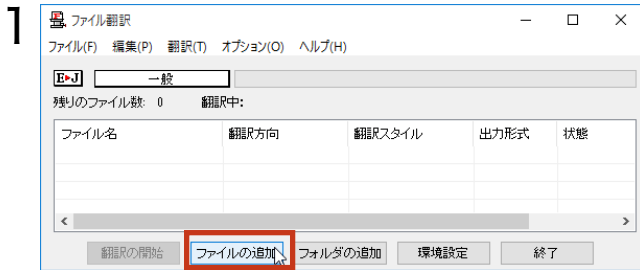 1
ファイル翻訳
ファイル(F) 編集(P) 翻訳(T) オプション(O) ヘルプ(H)
E▸J 一般
残りのファイル数: 0 翻訳中:
ファイル名 翻訳方向 翻訳スタイル 出力形式 状態
翻訳の開始 ファイルの追加 フォルダの追加 環境設定 終了